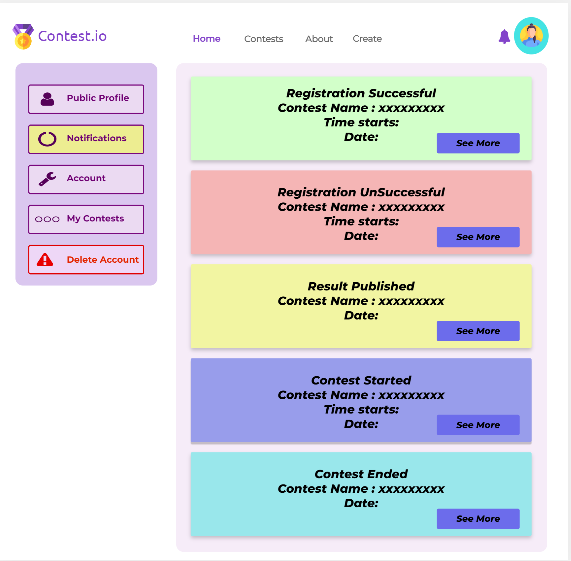 Contest.io
Home Contests About Create
Public Profile
Notifications
Account
My Contests
Delete Account
Registration Successful
Contest Name : xxxxxxxxx
Time starts:
Date:
See More
Registration UnSuccessful
Contest Name : xxxxxxxxx
Time starts:
Date:
See More
Result Published
Contest Name : xxxxxxxxx
Date:
See More
Contest Started
Contest Name : xxxxxxxxx
Time starts:
Date:
See More
Contest Ended
Contest Name : xxxxxxxxx
Date:
See More